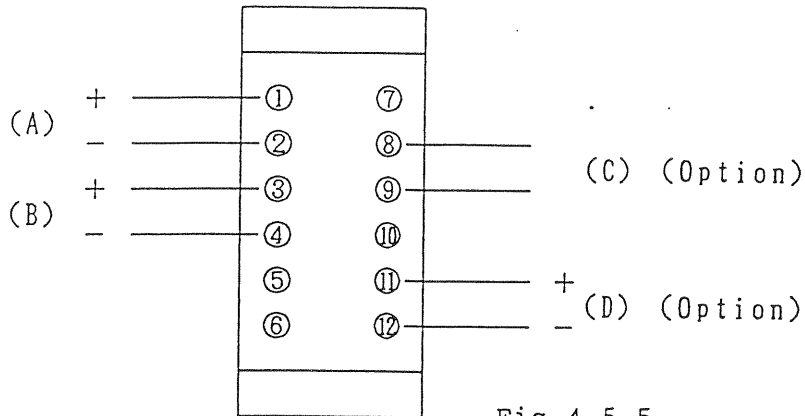 + ① ⑦
(A)
- ② ⑧
(C) (Option)
+ ③ ⑨
(B)
- ④ ⑩
⑤ ⑪ +
(D) (Option)
⑥ ⑫ -
Fig 4.5.5